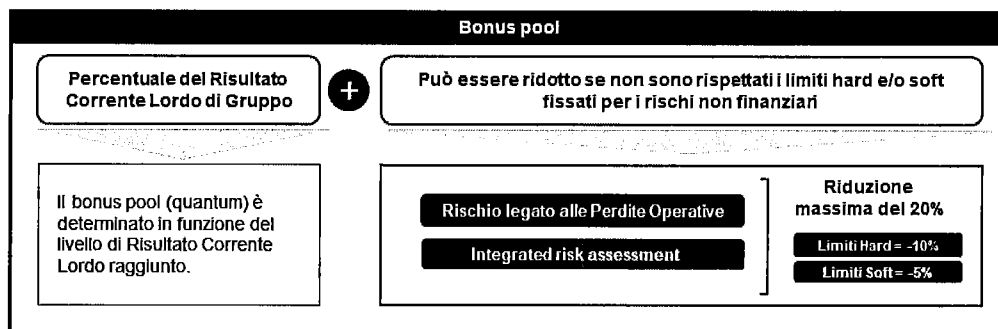 Bonus pool
Percentuale del Risultato
Corrente Lordo di Gruppo
+
Può essere ridotto se non sono rispettati i limiti hard e/o soft
fissati per i rischi non finanziari
Il bonus pool (quantum) è
determinato in funzione del
livello di Risultato Corrente
Lordo raggiunto.
Rischio legato alle Perdite Operative
Integrated risk assessment
Riduzione
massima del 20%
Limiti Hard = -10%
Limiti Soft = -5%